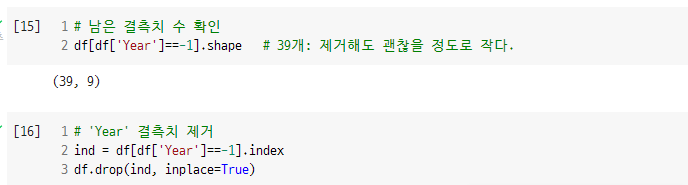 [15] 1 # 남은 결측치 수 확인
2 df[df['Year']==-1].shape # 39개: 제거해도 괜찮을 정도로 작다.
(39, 9)
[16] 1 # 'Year' 결측치 제거
2 ind = df[df['Year']==-1].index
3 df.drop(ind, inplace=True)